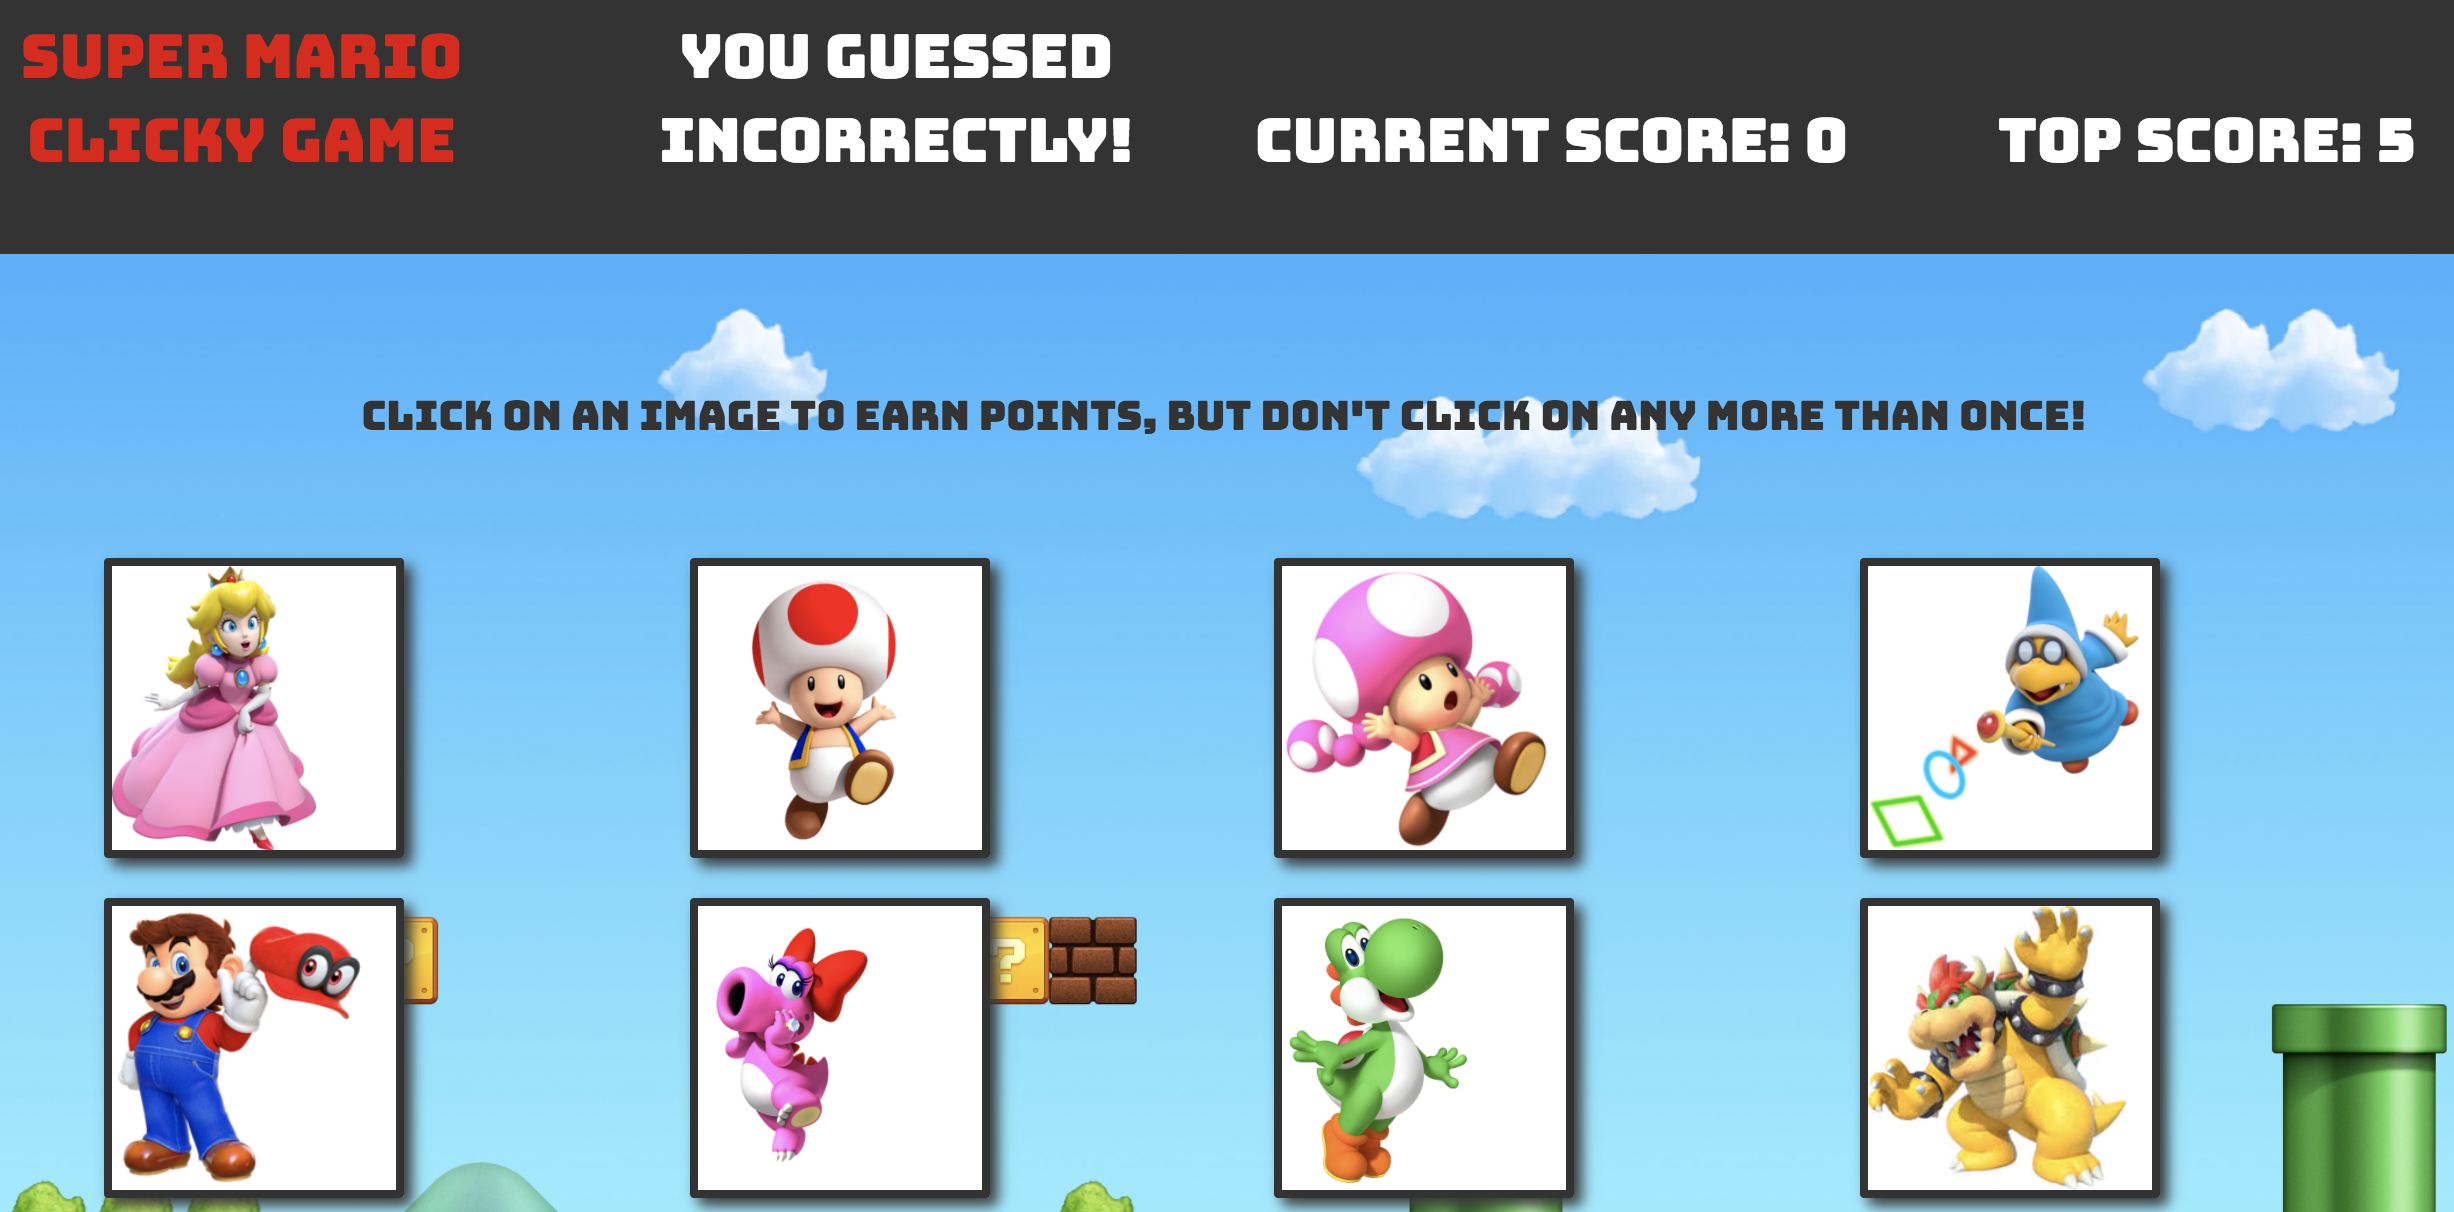 SUPER MARIO
CLICKY GAME
YOU GUESSED
INCORRECTLY!
CURRENT SCORE: 0
TOP SCORE: 5
CLICK ON AN IMAGE TO EARN POINTS, BUT DON'T CLICK ON ANY MORE THAN ONCE!
?